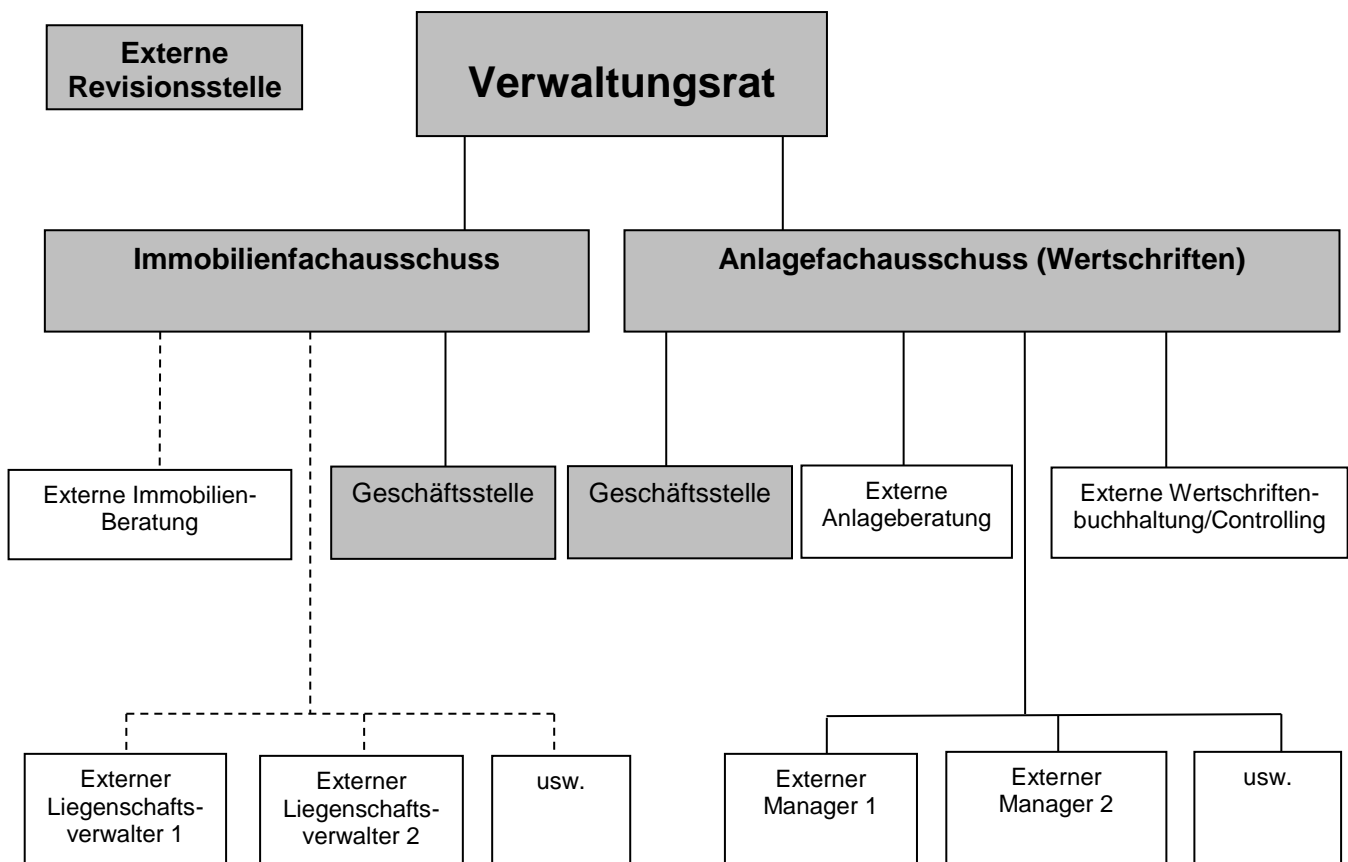 Externe
Revisionsstelle
Verwaltungsrat
Immobilienfachausschuss
Anlagefachausschuss (Wertschriften)
Externe Immobilien-
Beratung
Geschäftsstelle
Geschäftsstelle
Externe
Anlageberatung
Externe Wertschriften-
buchhaltung/Controlling
Externer
Liegenschafts-
verwalter 1
Externer
Liegenschafts-
verwalter 2
usw.
Externer
Manager 1
Externer
Manager 2
usw.